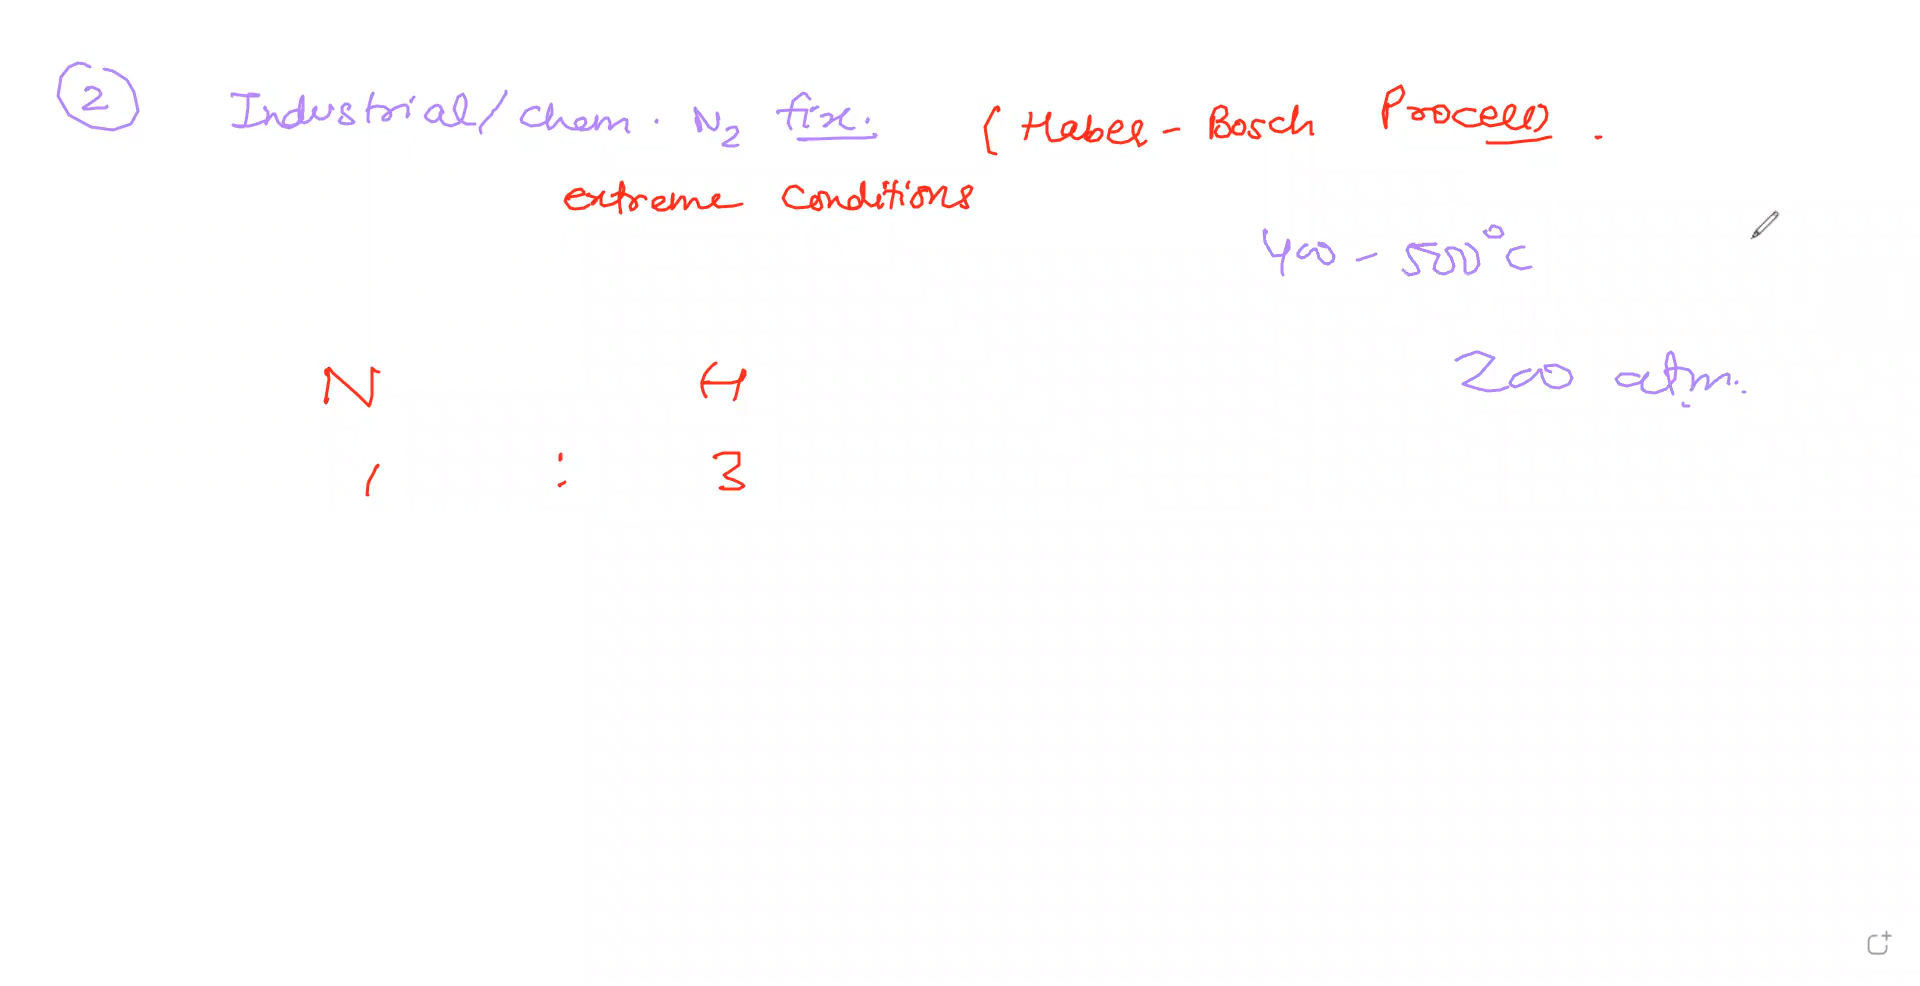 2 Industrial/chem. N2 fix. (Haber-Bosch Process.
extreme conditions
400-500°C
N H 200 atm.
1 : 3